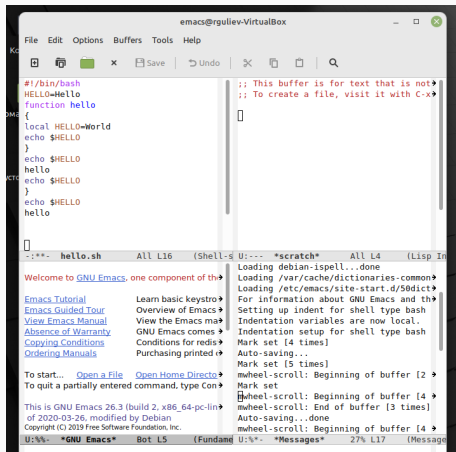 emacs@rguliev-VirtualBox
File Edit Options Buffers Tools Help
Save Undo
#!/bin/bash
HELLO=Hello
function hello
{
local HELLO=World
echo $HELLO
}
echo $HELLO
hello
echo $HELLO
}
echo $HELLO
hello
-:**- hello.sh All L16 (Shell-s
;; This buffer is for text that is not
;; To create a file, visit it with C-x
U:--- *scratch* All L4 (Lisp In
Welcome to GNU Emacs, one component of the
Emacs Tutorial Learn basic keystro
Emacs Guided Tour Overview of Emacs
View Emacs Manual View the Emacs ma
Absence of Warranty GNU Emacs comes
Copying Conditions Conditions for redis
Ordering Manuals Purchasing printed
To start... Open a File Open Home Directo
To quit a partially entered command, type Con
This is GNU Emacs 26.3 (build 2, x86_64-pc-lin
of 2020-03-26, modified by Debian
Copyright (C) 2019 Free Software Foundation, Inc.
U:%%- *GNU Emacs* Bot L5 (Fundame
Loading debian-ispell...done
Loading /var/cache/dictionaries-common
Loading /etc/emacs/site-start.d/50dict
For information about GNU Emacs and th
Setting up indent for shell type bash
Indentation variables are now local.
Indentation setup for shell type bash
Mark set [4 times]
Auto-saving...
Mark set [5 times]
mwheel-scroll: Beginning of buffer [2
Mark set
mwheel-scroll: Beginning of buffer [4
mwheel-scroll: End of buffer [3 times]
Auto-saving...done
mwheel-scroll: Beginning of buffer [4
U:%*- *Messages* 27% L17 (Message